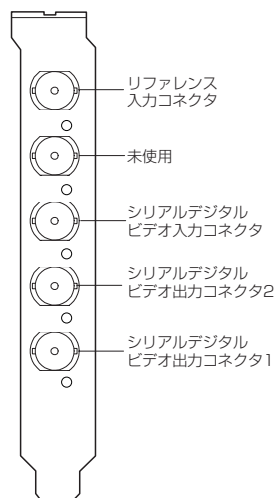 リファレンス
入力コネクタ
未使用
シリアルデジタル
ビデオ入力コネクタ
シリアルデジタル
ビデオ出力コネクタ2
シリアルデジタル
ビデオ出力コネクタ1